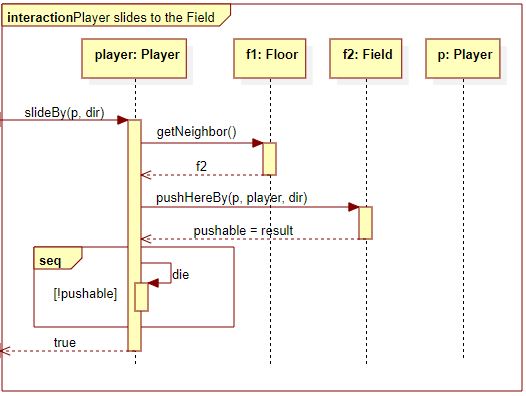 interactionPlayer slides to the Field
player: Player
f1: Floor
f2: Field
p: Player
slideBy(p, dir)
getNeighbor()
f2
pushHereBy(p, player, dir)
pushable = result
seq
die
[!pushable]
true